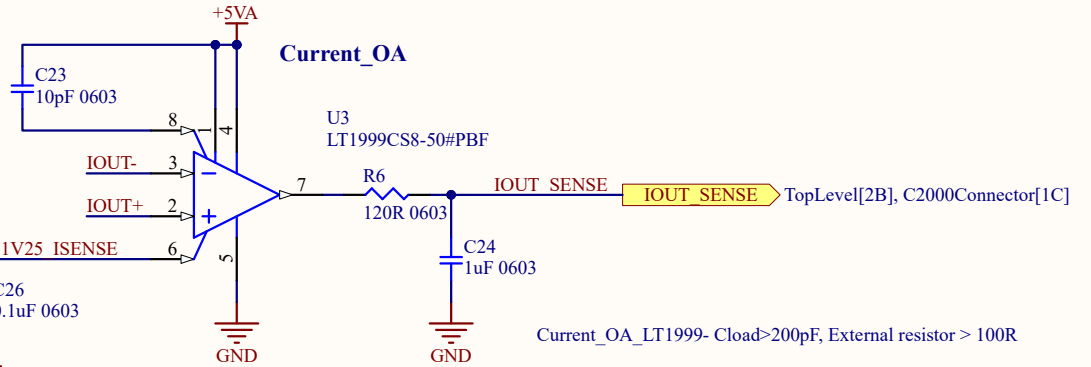 +5VA
Current_OA
C23
10pF 0603
U3
LT1999CS8-50#PBF
8
1
4
IOUT-
3
7
R6
120R 0603
IOUT_SENSE
IOUT_SENSE
TopLevel[2B], C2000Connector[1C]
IOUT+
2
1V25_ISENSE
6
5
C24
1uF 0603
C26
0.1uF 0603
GND
GND
Current_OA_LT1999- Cload>200pF, External resistor > 100R